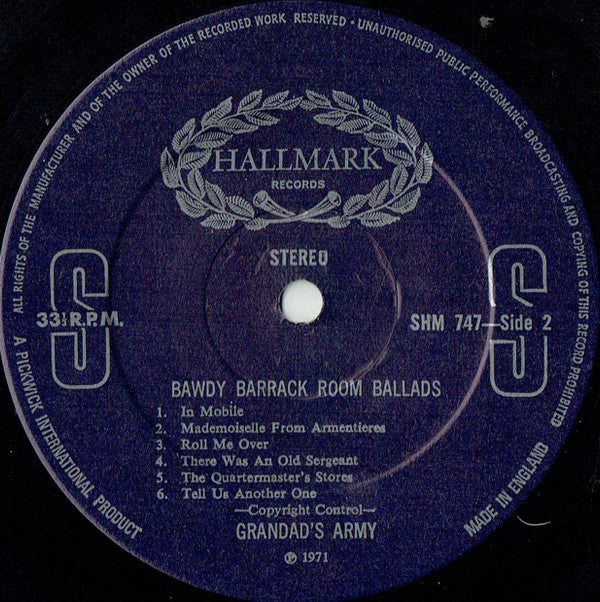 ALL RIGHTS OF THE MANUFACTURER AND OF THE OWNER OF THE RECORDED WORK RESERVED · UNAUTHORISED PUBLIC PERFORMANCE BROADCASTING AND COPYING OF THIS RECORD PROHIBITED
HALLMARK
RECORDS
STEREO
S
S
33⅓ R.P.M.
SHM 747—Side 2
BAWDY BARRACK ROOM BALLADS
1. In Mobile
2. Mademoiselle From Armentieres
3. Roll Me Over
4. There Was An Old Sergeant
5. The Quartermaster's Stores
6. Tell Us Another One
—Copyright Control—
GRANDAD'S ARMY
℗ 1971
A PICKWICK INTERNATIONAL PRODUCT
MADE IN ENGLAND